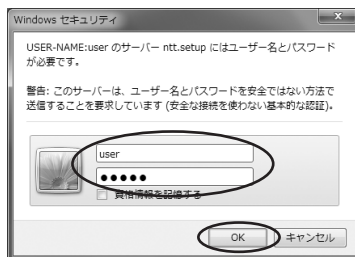 Windows セキュリティ
USER-NAME:user のサーバー ntt.setup にはユーザー名とパスワード
が必要です。
警告: このサーバーは、ユーザー名とパスワードを安全ではない方法で
送信することを要求しています (安全な接続を使わない基本的な認証)。
user
●●●●●
資格情報を記憶する
OK
キャンセル